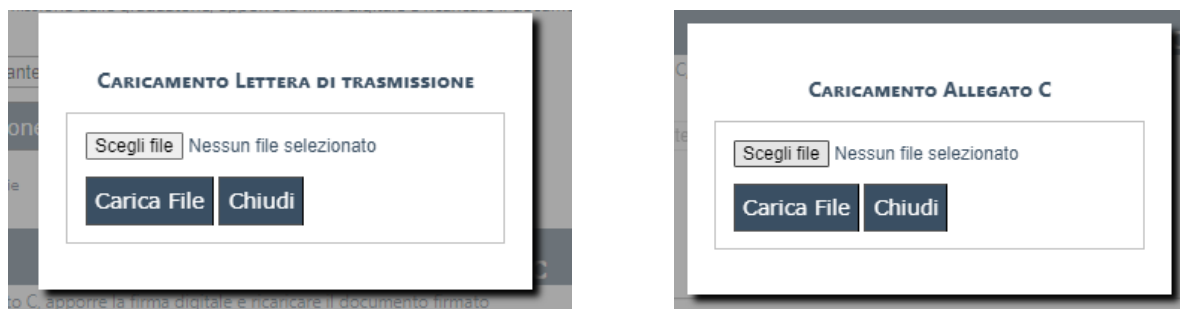 CARICAMENTO LETTERA DI TRASMISSIONE
Scegli file Nessun file selezionato
Carica File Chiudi
to C, apporre la firma digitale e ricaricare il documento firmato
CARICAMENTO ALLEGATO C
Scegli file Nessun file selezionato
Carica File Chiudi